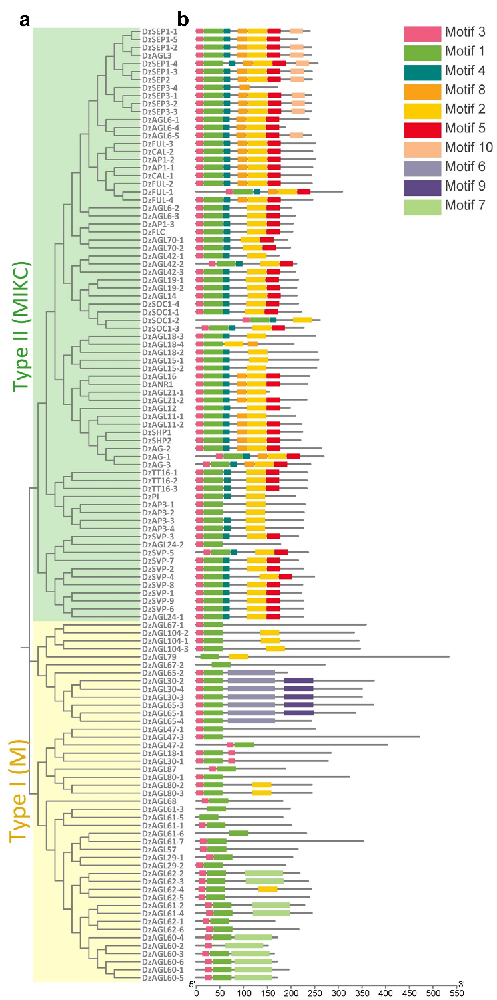 a
b
DzSEP1-1
DzSEP1-5
DzSEP1-2
DzAGL3
DzSEP1-4
DzSEP1-3
DzSEP2
DzSEP3-4
DzSEP3-1
DzSEP3-2
DzSEP3-3
DzAGL6-1
DzAGL6-4
DzAGL6-5
DzFUL-3
DzCAL-2
DzAP1-2
DzAP1-1
DzCAL-1
DzFUL-2
DzFUL-1
DzFUL-4
DzAGL6-2
DzAGL6-3
DzAP1-3
DzFLC
DzAGL70-1
DzAGL70-2
DzAGL42-1
DzAGL42-2
DzAGL42-3
DzAGL19-1
DzAGL19-2
DzAGL14
DzSOC1-4
DzSOC1-1
DzSOC1-2
DzSOC1-3
DzAGL18-3
DzAGL18-4
DzAGL18-2
DzAGL15-1
DzAGL15-2
DzAGL16
DzANR1
DzAGL21-1
DzAGL21-2
DzAGL12
DzAGL11-1
DzAGL11-2
DzSHP1
DzSHP2
DzAG-2
DzAG-1
DzAG-3
DzTT16-1
DzTT16-2
DzTT16-3
DzPI
DzAP3-1
DzAP3-2
DzAP3-3
DzAP3-4
DzSVP-3
DzAGL24-2
DzSVP-5
DzSVP-7
DzSVP-2
DzSVP-4
DzSVP-8
DzSVP-1
DzSVP-9
DzSVP-6
DzAGL24-1
DzAGL67-1
DzAGL104-2
DzAGL104-1
DzAGL104-3
DzAGL79
DzAGL67-2
DzAGL65-2
DzAGL30-2
DzAGL30-4
DzAGL30-3
DzAGL65-3
DzAGL65-1
DzAGL65-4
DzAGL47-1
DzAGL47-3
DzAGL47-2
DzAGL18-1
DzAGL30-1
DzAGL87
DzAGL80-1
DzAGL80-2
DzAGL80-3
DzAGL68
DzAGL61-3
DzAGL61-5
DzAGL61-1
DzAGL61-6
DzAGL61-7
DzAGL57
DzAGL29-1
DzAGL29-2
DzAGL62-2
DzAGL62-3
DzAGL62-4
DzAGL62-5
DzAGL61-2
DzAGL61-4
DzAGL62-1
DzAGL62-6
DzAGL60-4
DzAGL60-2
DzAGL60-3
DzAGL60-6
DzAGL60-1
DzAGL60-5
Type II (MIKC)
Type I (M)
Motif 3
Motif 1
Motif 4
Motif 8
Motif 2
Motif 5
Motif 10
Motif 6
Motif 9
Motif 7
5' 3'
0 50 100 150 200 250 300 350 400 450 500 550